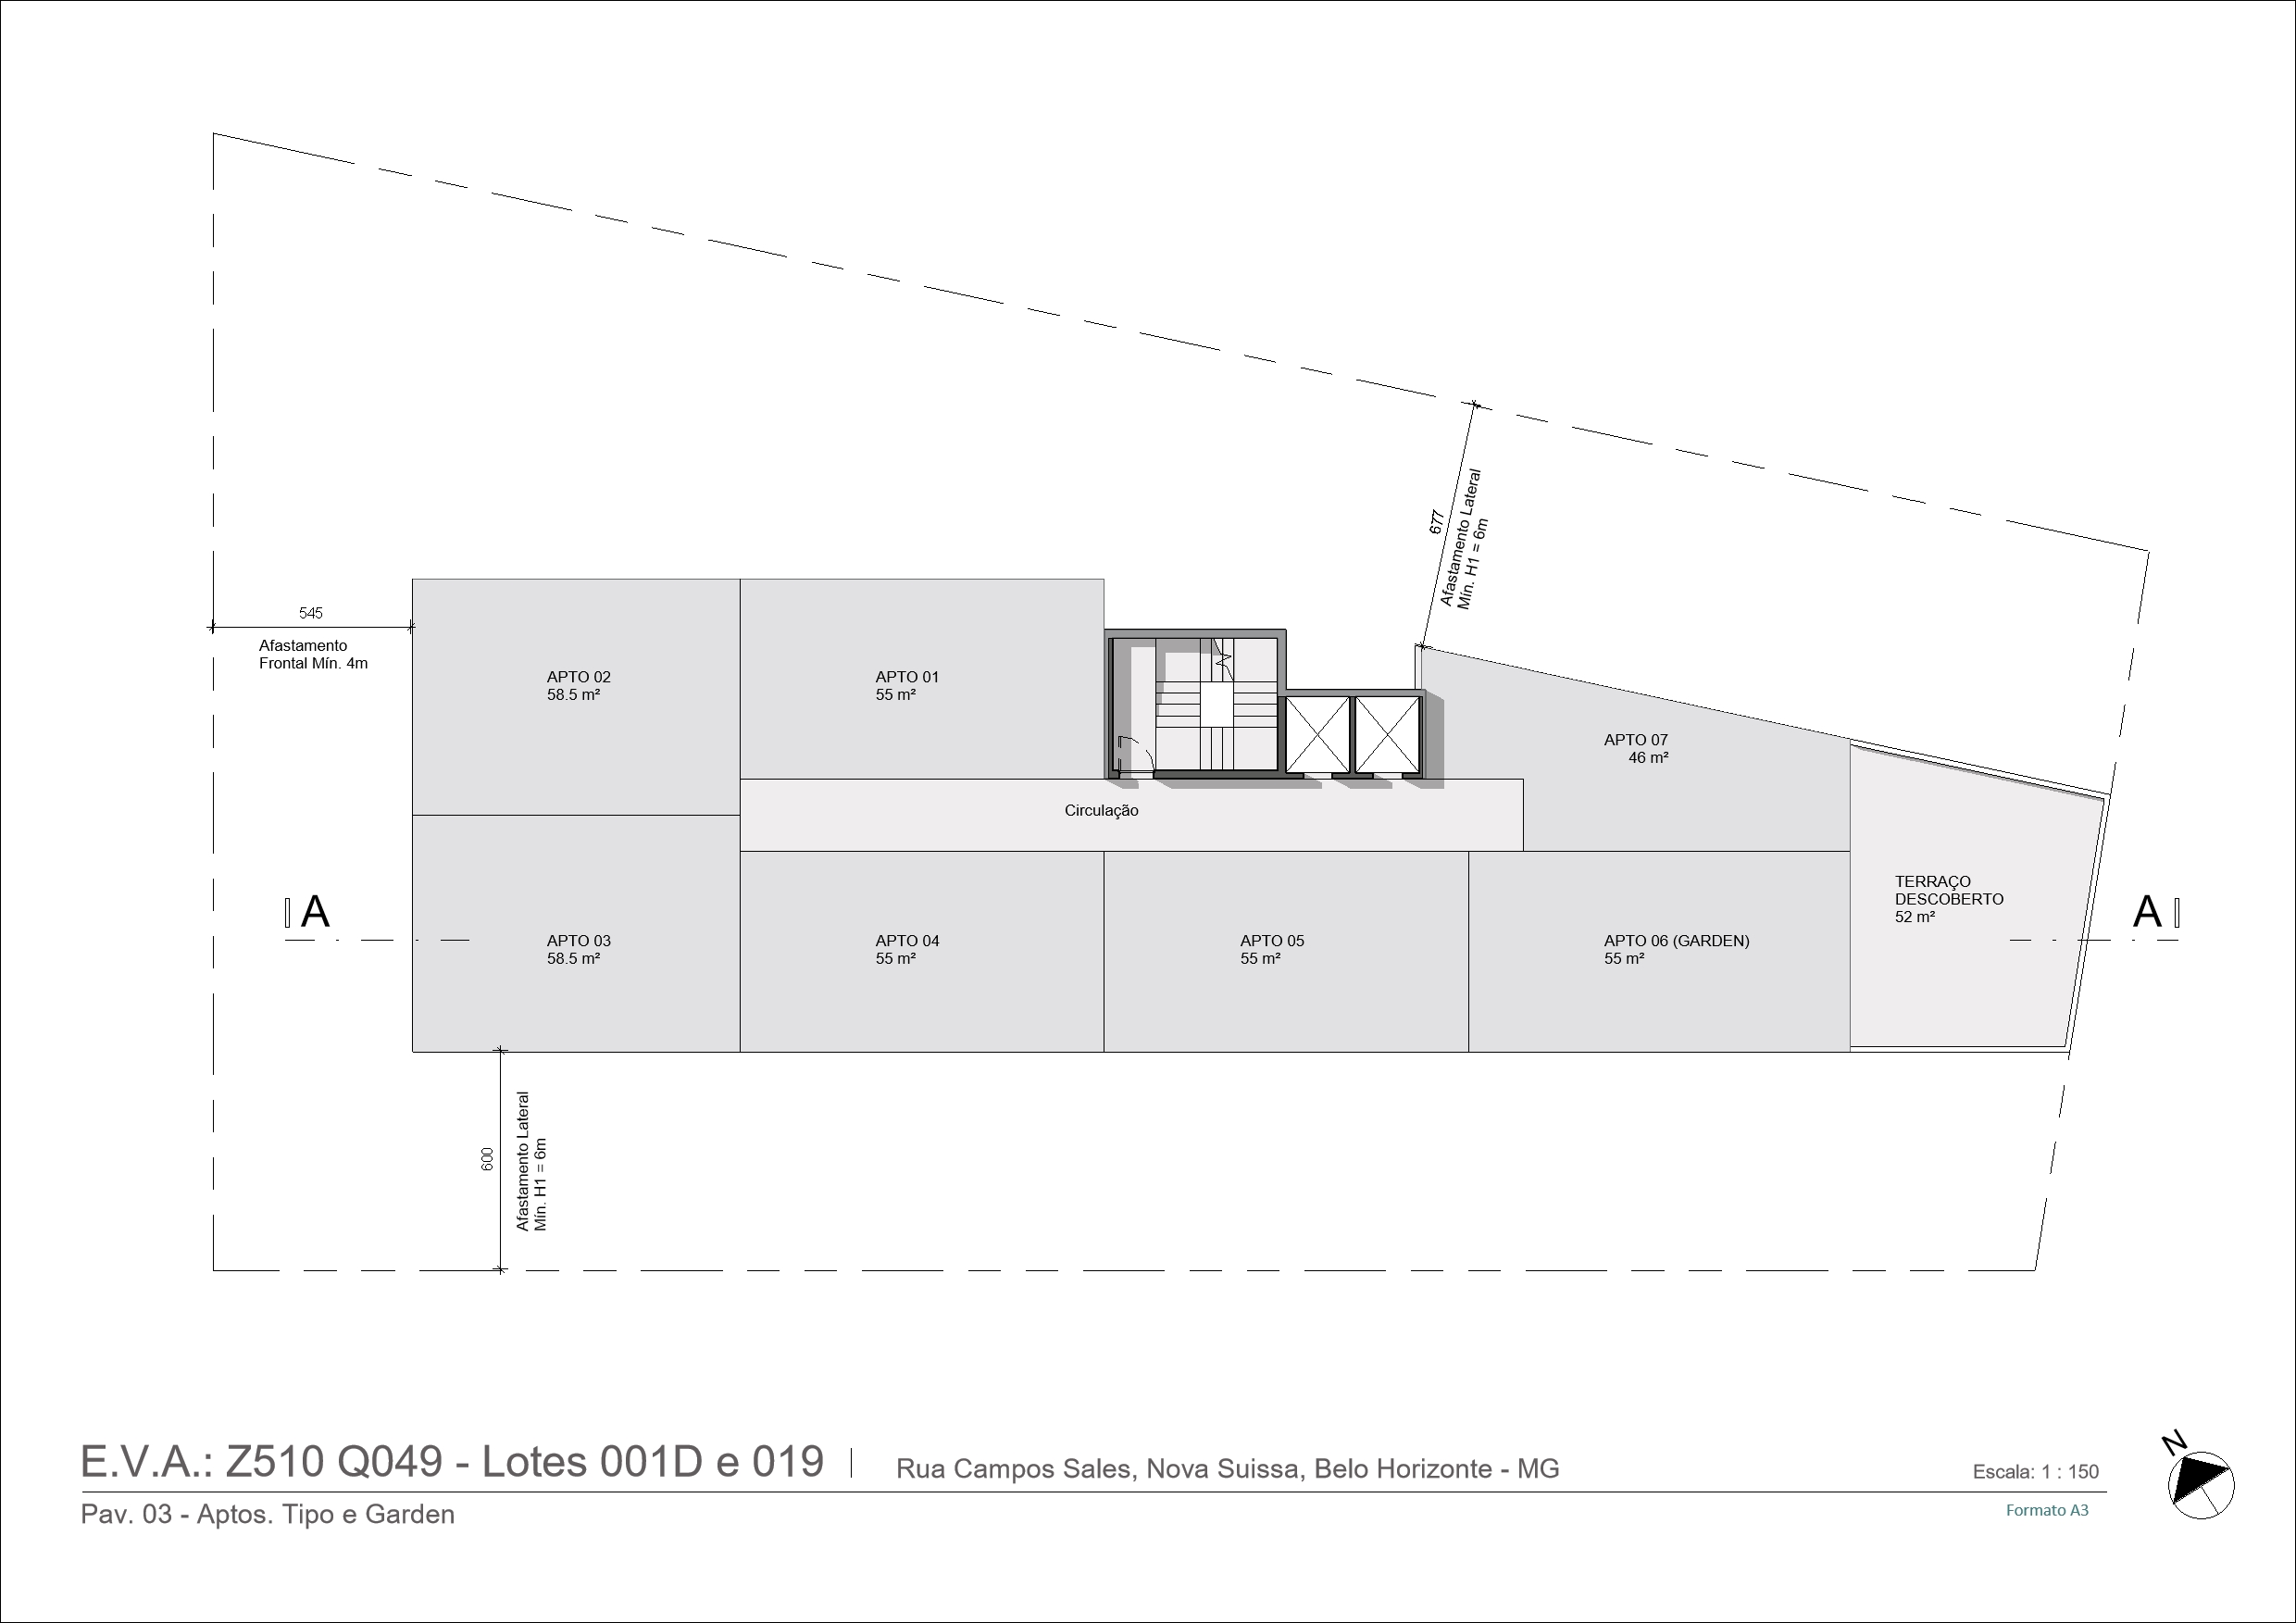 677
Afastamento Lateral
Mín. H1 = 6m
545
Afastamento
Frontal Mín. 4m
APTO 02
58.5 m²
APTO 01
55 m²
APTO 07
46 m²
Circulação
TERRAÇO
DESCOBERTO
52 m²
A
A
APTO 03
58.5 m²
APTO 04
55 m²
APTO 05
55 m²
APTO 06 (GARDEN)
55 m²
600
Afastamento Lateral
Mín. H1 = 6m
E.V.A.: Z510 Q049 - Lotes 001D e 019
Rua Campos Sales, Nova Suissa, Belo Horizonte - MG
Escala: 1 : 150
N
Pav. 03 - Aptos. Tipo e Garden
Formato A3